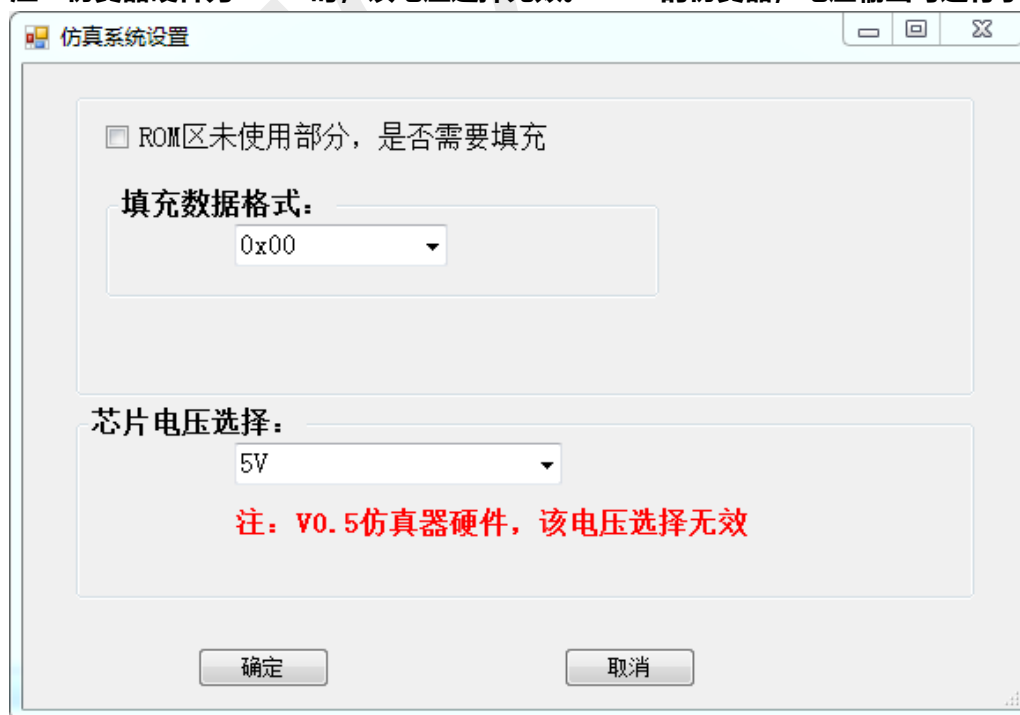 仿真系统设置
ROM区未使用部分，是否需要填充
填充数据格式：
0x00
芯片电压选择：
5V
注：V0.5仿真器硬件，该电压选择无效
确定
取消